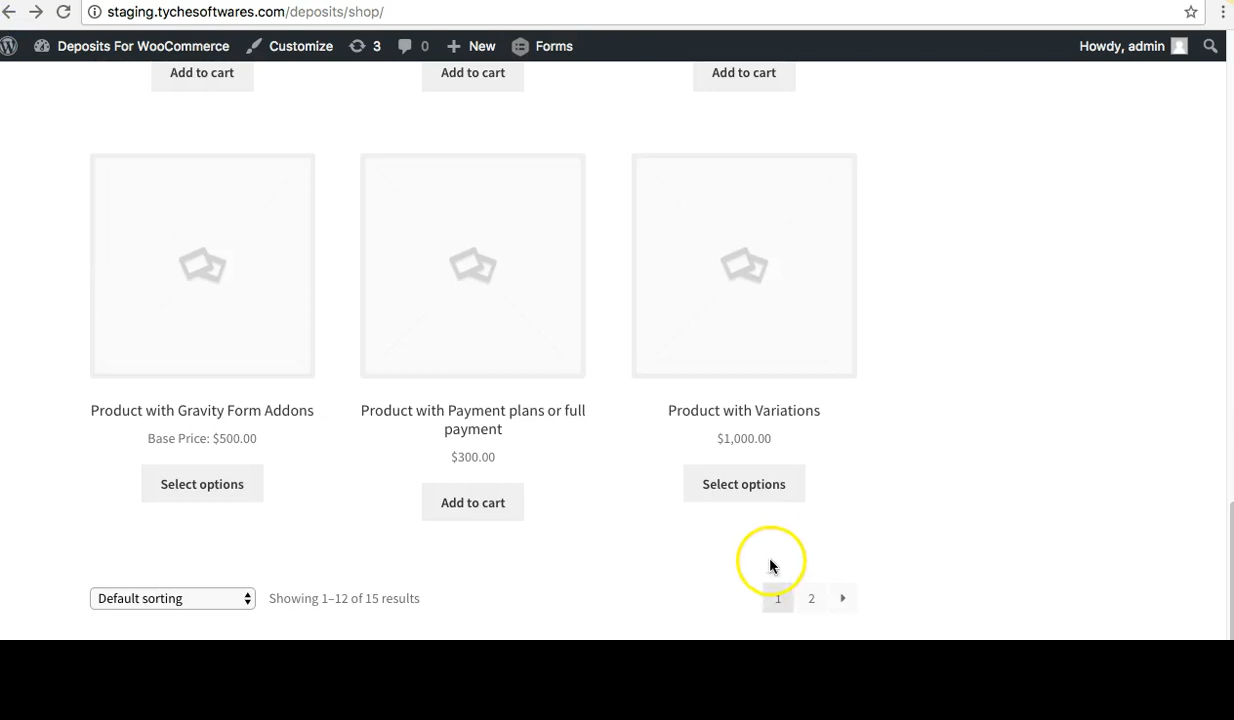 staging.tychesoftwares.com/deposits/shop/
Deposits For WooCommerce Customize 3 0 New Forms Howdy, admin
Add to cart Add to cart Add to cart
Product with Gravity Form Addons
Base Price: $500.00
Select options
Product with Payment plans or full
payment
$300.00
Add to cart
Product with Variations
$1,000.00
Select options
Default sorting Showing 1–12 of 15 results 1 2